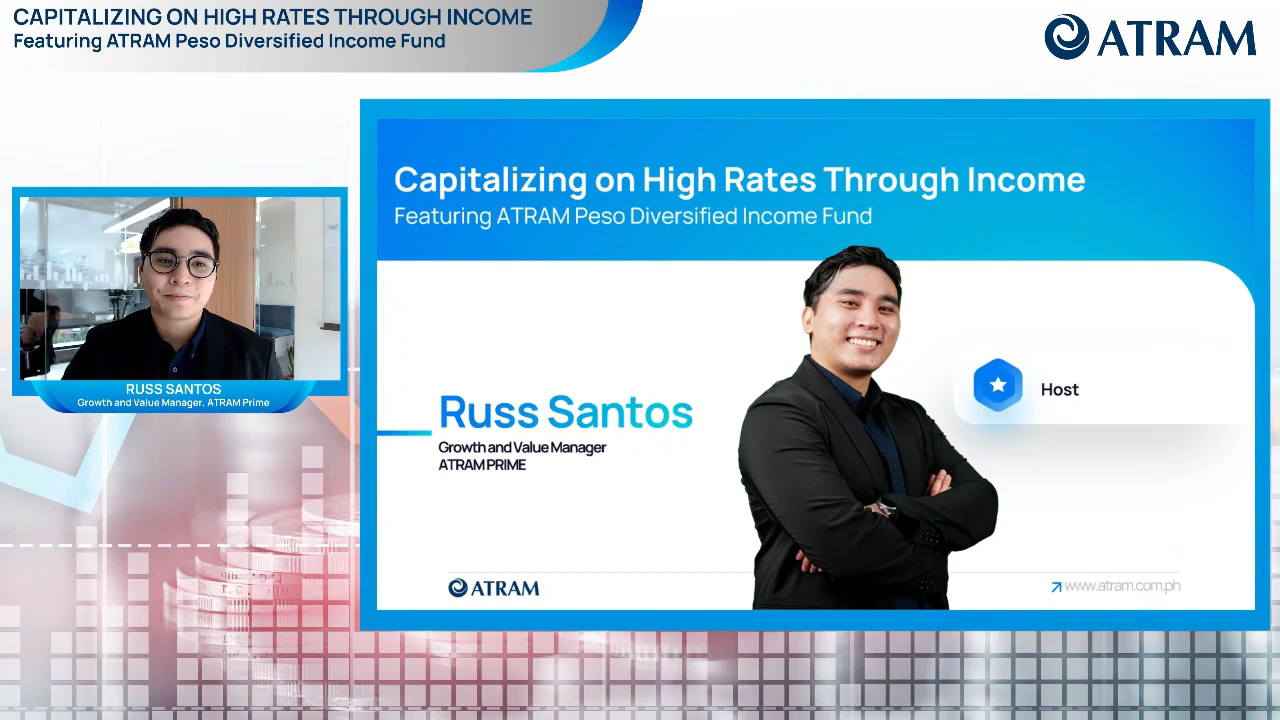 CAPITALIZING ON HIGH RATES THROUGH INCOME
Featuring ATRAM Peso Diversified Income Fund
ATRAM
Capitalizing on High Rates Through Income
Featuring ATRAM Peso Diversified Income Fund
RUSS SANTOS
Growth and Value Manager, ATRAM Prime
Host
Russ Santos
Growth and Value Manager
ATRAM PRIME
ATRAM
www.atram.com.ph